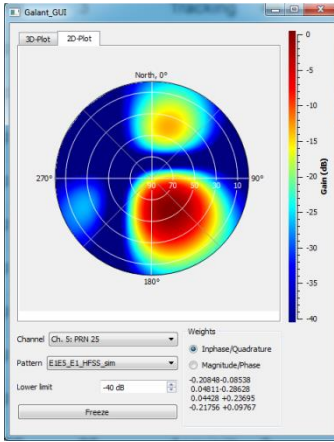 Galant_GUI
3D-Plot 2D-Plot
North, 0°
270° 90°
90 70 50 30 10
180°
0
-5
-10
-15
-20
-25
-30
-35
-40
Gain (dB)
Channel Ch. 5: PRN 25
Pattern E1E5_E1_HFSS_sim
Lower limit -40 dB
Freeze
Weights
Inphase/Quadrature
Magnitude/Phase
-0.20848-0.08538
0.04811-0.28628
0.04428 +0.23695
-0.21756 +0.09767